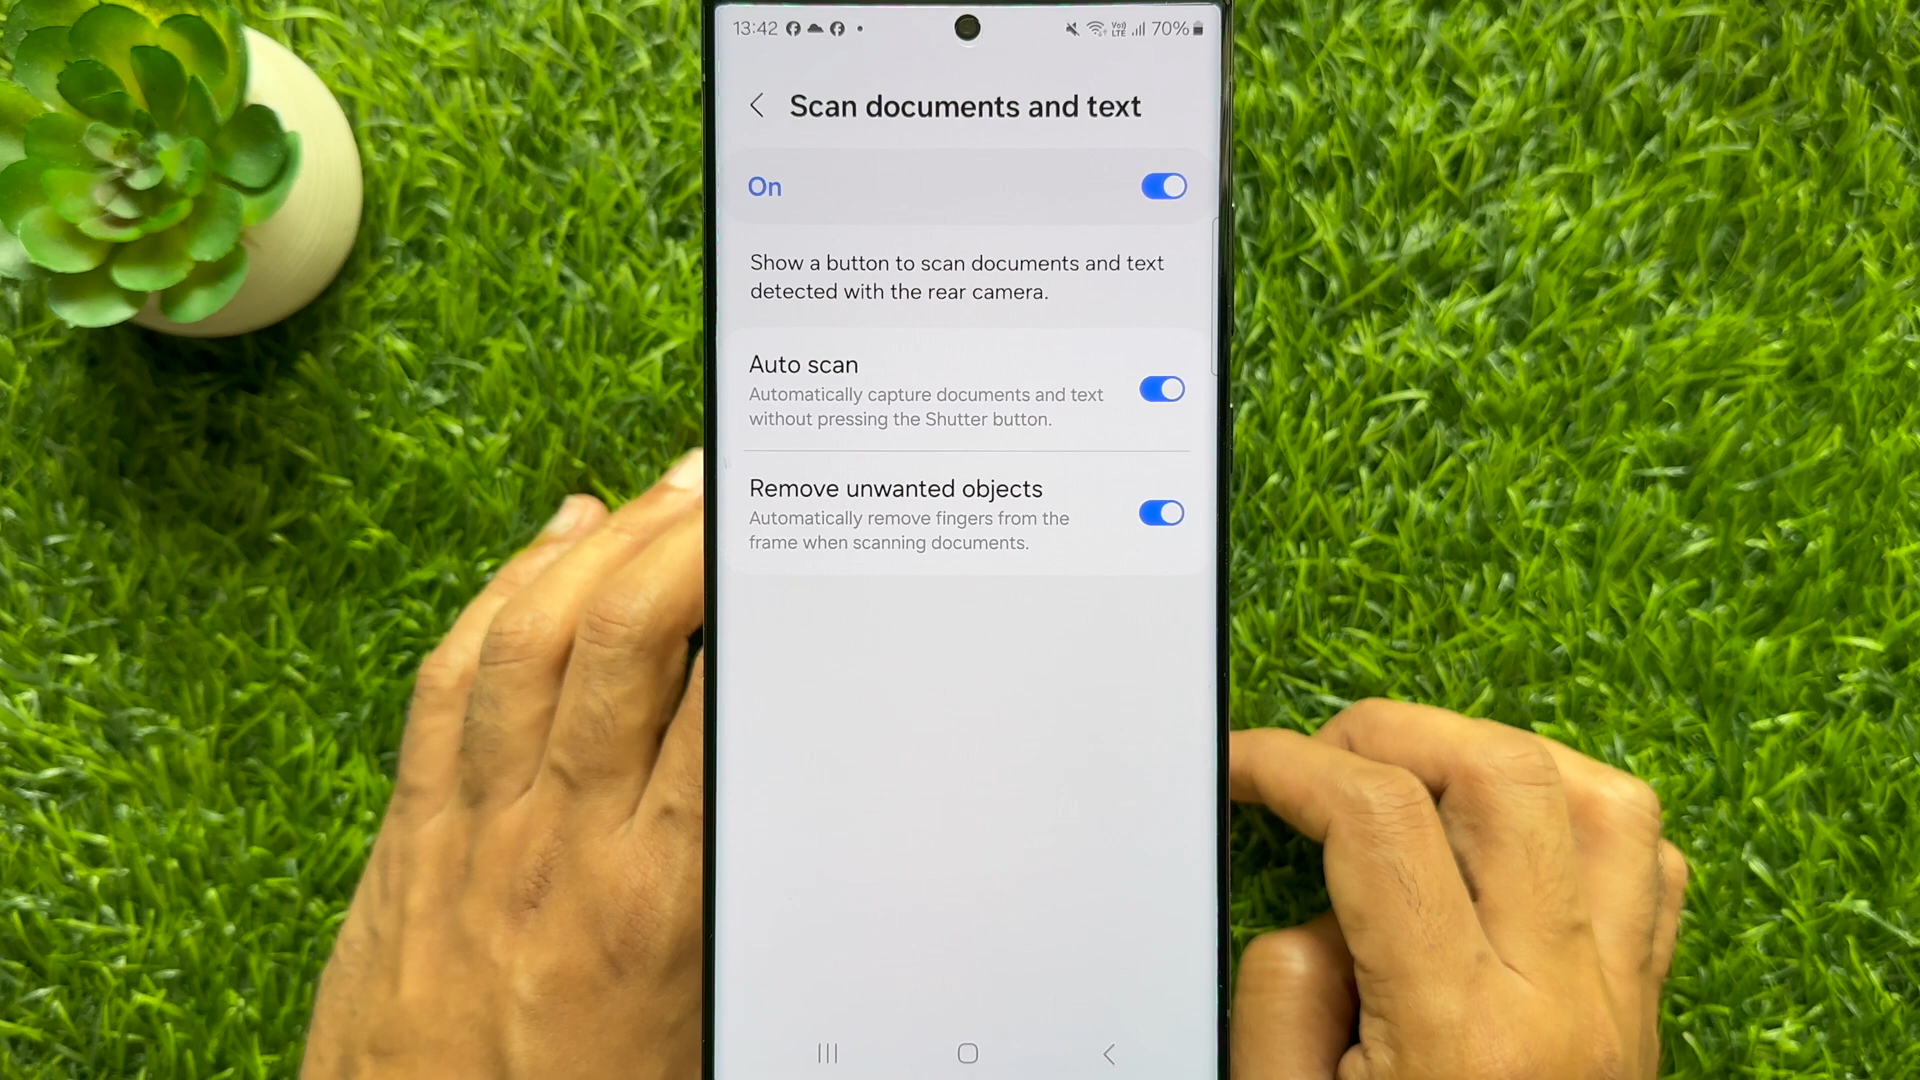 13:42
Vo))
LTE
70%
Scan documents and text
On
Show a button to scan documents and text
detected with the rear camera.
Auto scan
Automatically capture documents and text
without pressing the Shutter button.
Remove unwanted objects
Automatically remove fingers from the
frame when scanning documents.